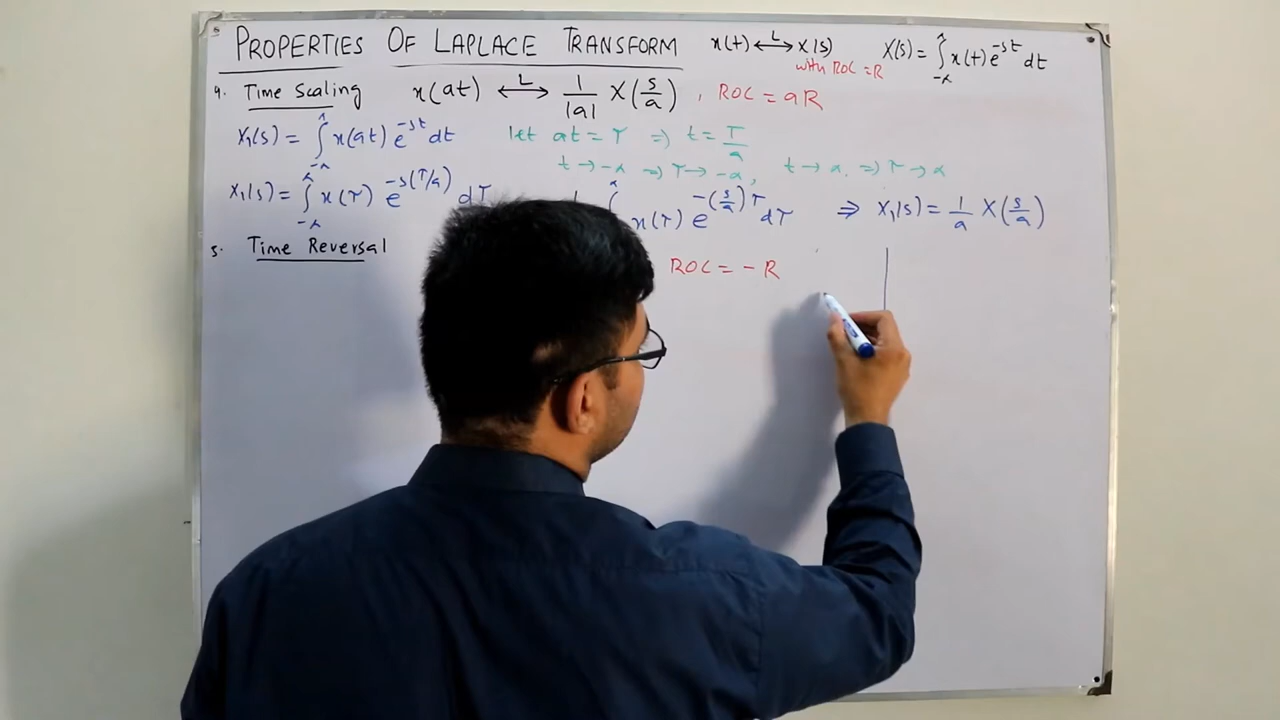 PROPERTIES OF LAPLACE TRANSFORM x(t) ⟷ᴸ X(s) X(s) = ∫_{-∞}^{∞} x(t) e^{-st} dt
with ROC = R
4. Time Scaling x(at) ⟷ᴸ 1/|a| X(s/a), ROC = aR
X₁(s) = ∫_{-∞}^{∞} x(at) e^{-st} dt let at = τ ⇒ t = τ/a
t → -∞ ⇒ τ → -∞, t → ∞ ⇒ τ → ∞
X₁(s) = ∫_{-∞}^{∞} x(τ) e^{-s(τ/a)} dτ x(τ) e^{-(s/a)τ} dτ ⇒ X₁(s) = 1/a X(s/a)
5. Time Reversal ROC = -R